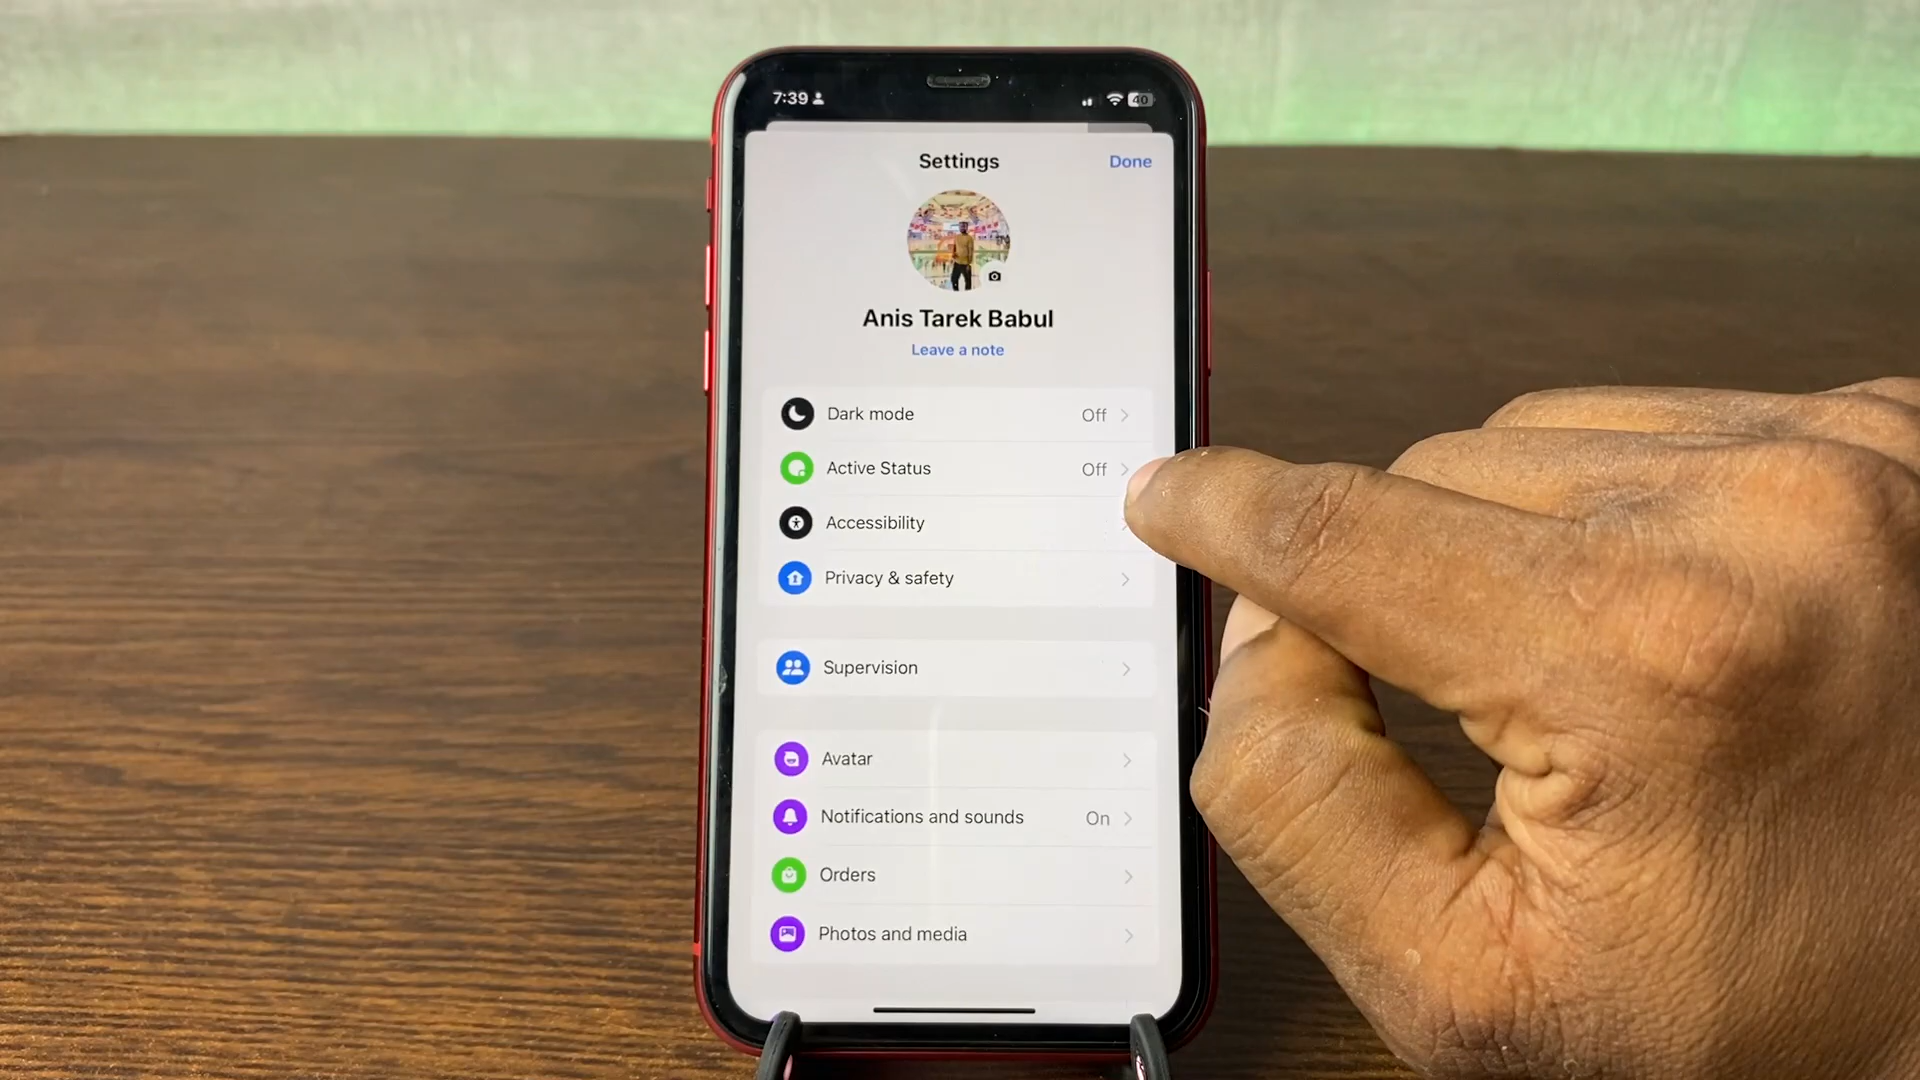 7:39
40
Settings
Done
Anis Tarek Babul
Leave a note
Dark mode
Off
Active Status
Off
Accessibility
Privacy & safety
Supervision
Avatar
Notifications and sounds
On
Orders
Photos and media